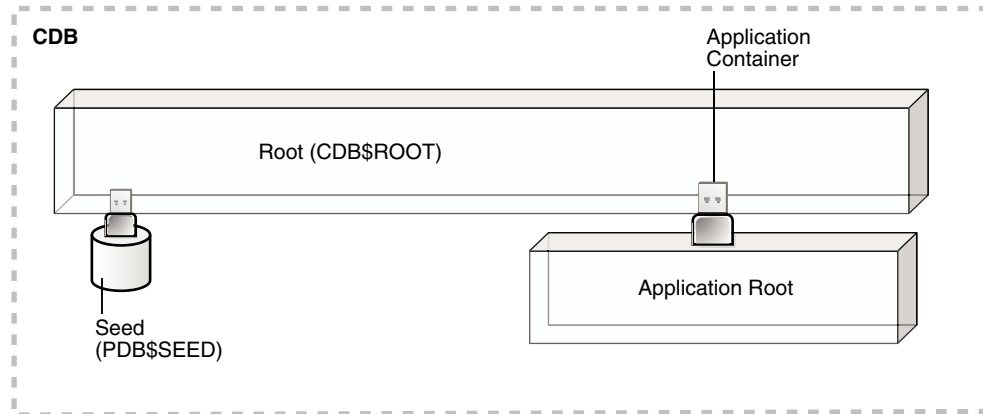 CDB
Application
Container
Root (CDB$ROOT)
Application Root
Seed
(PDB$SEED)